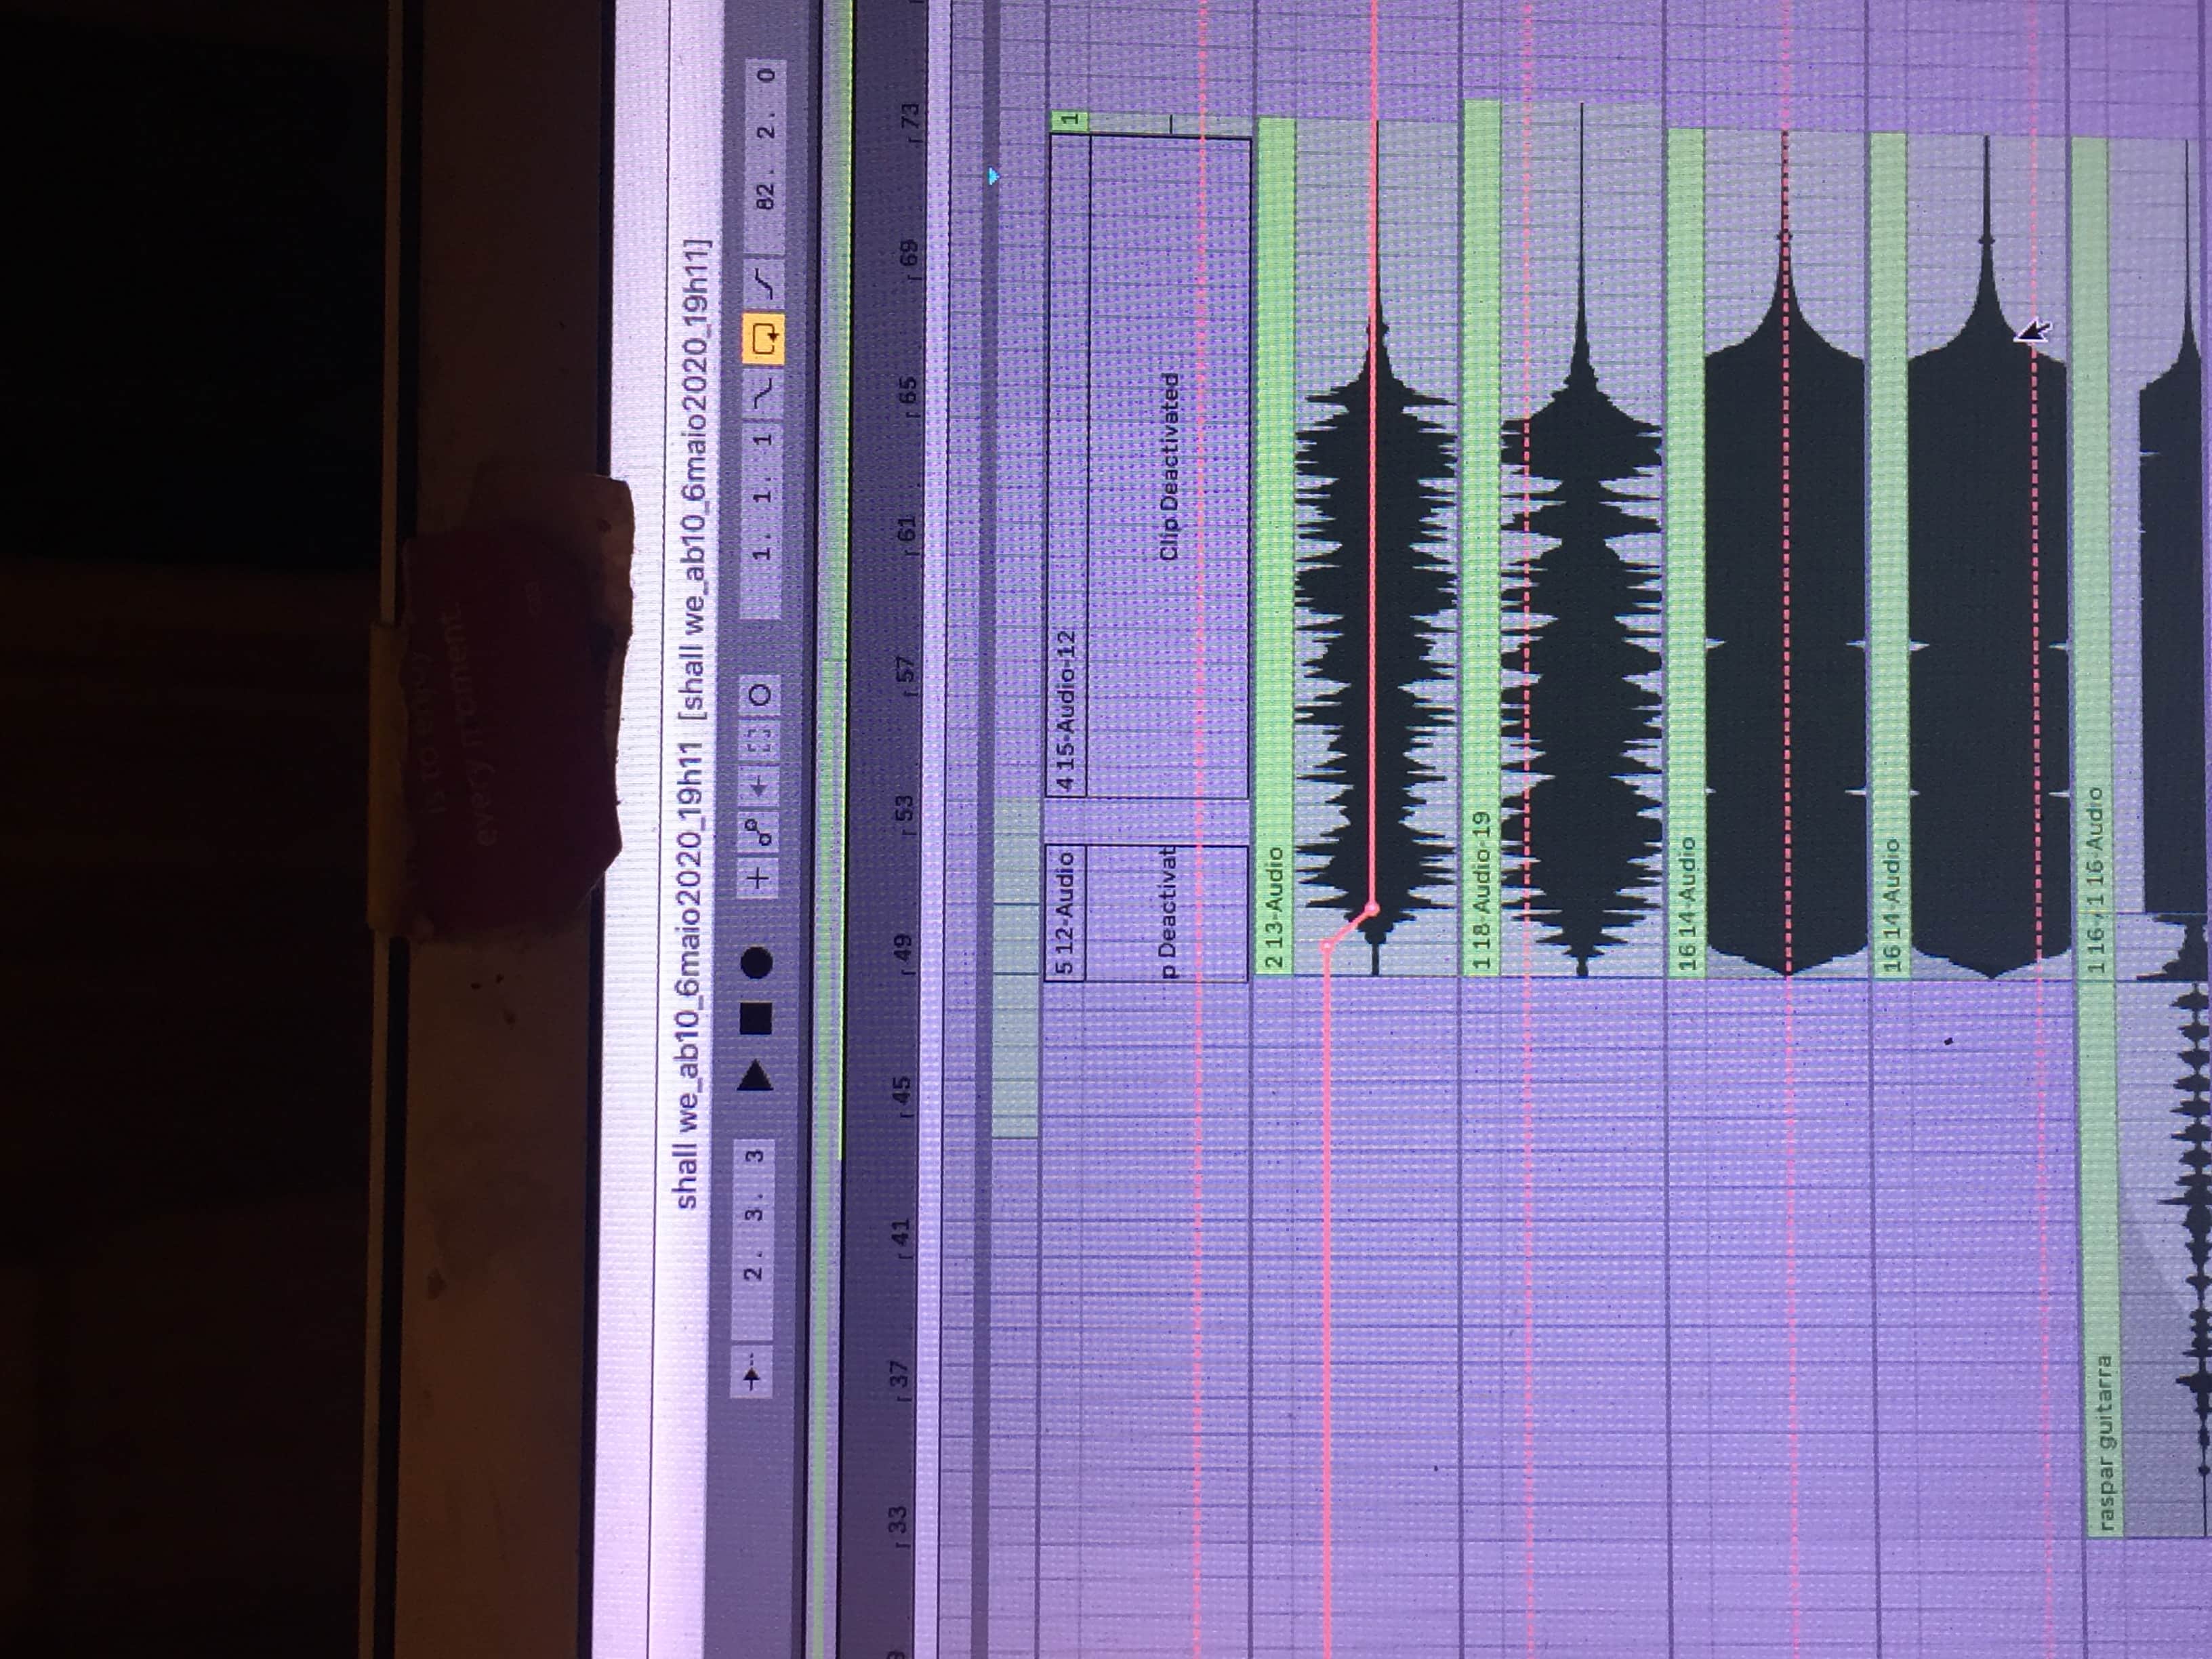 is to enjoy
every moment.
shall we_ab10_6maio2020_19h11 [shall we_ab10_6maio2020_19h11]
2. 3. 3
1. 1. 1
82. 2. 0
9 33 37 41 45 49 53 57 61 65 69 73
5 12-Audio
4 15-Audio-12
1
p Deactivat
Clip Deactivated
2 13-Audio
1 18-Audio-19
16 14-Audio
16 14-Audio
raspar guitarra
1 16-
1 16-Audio